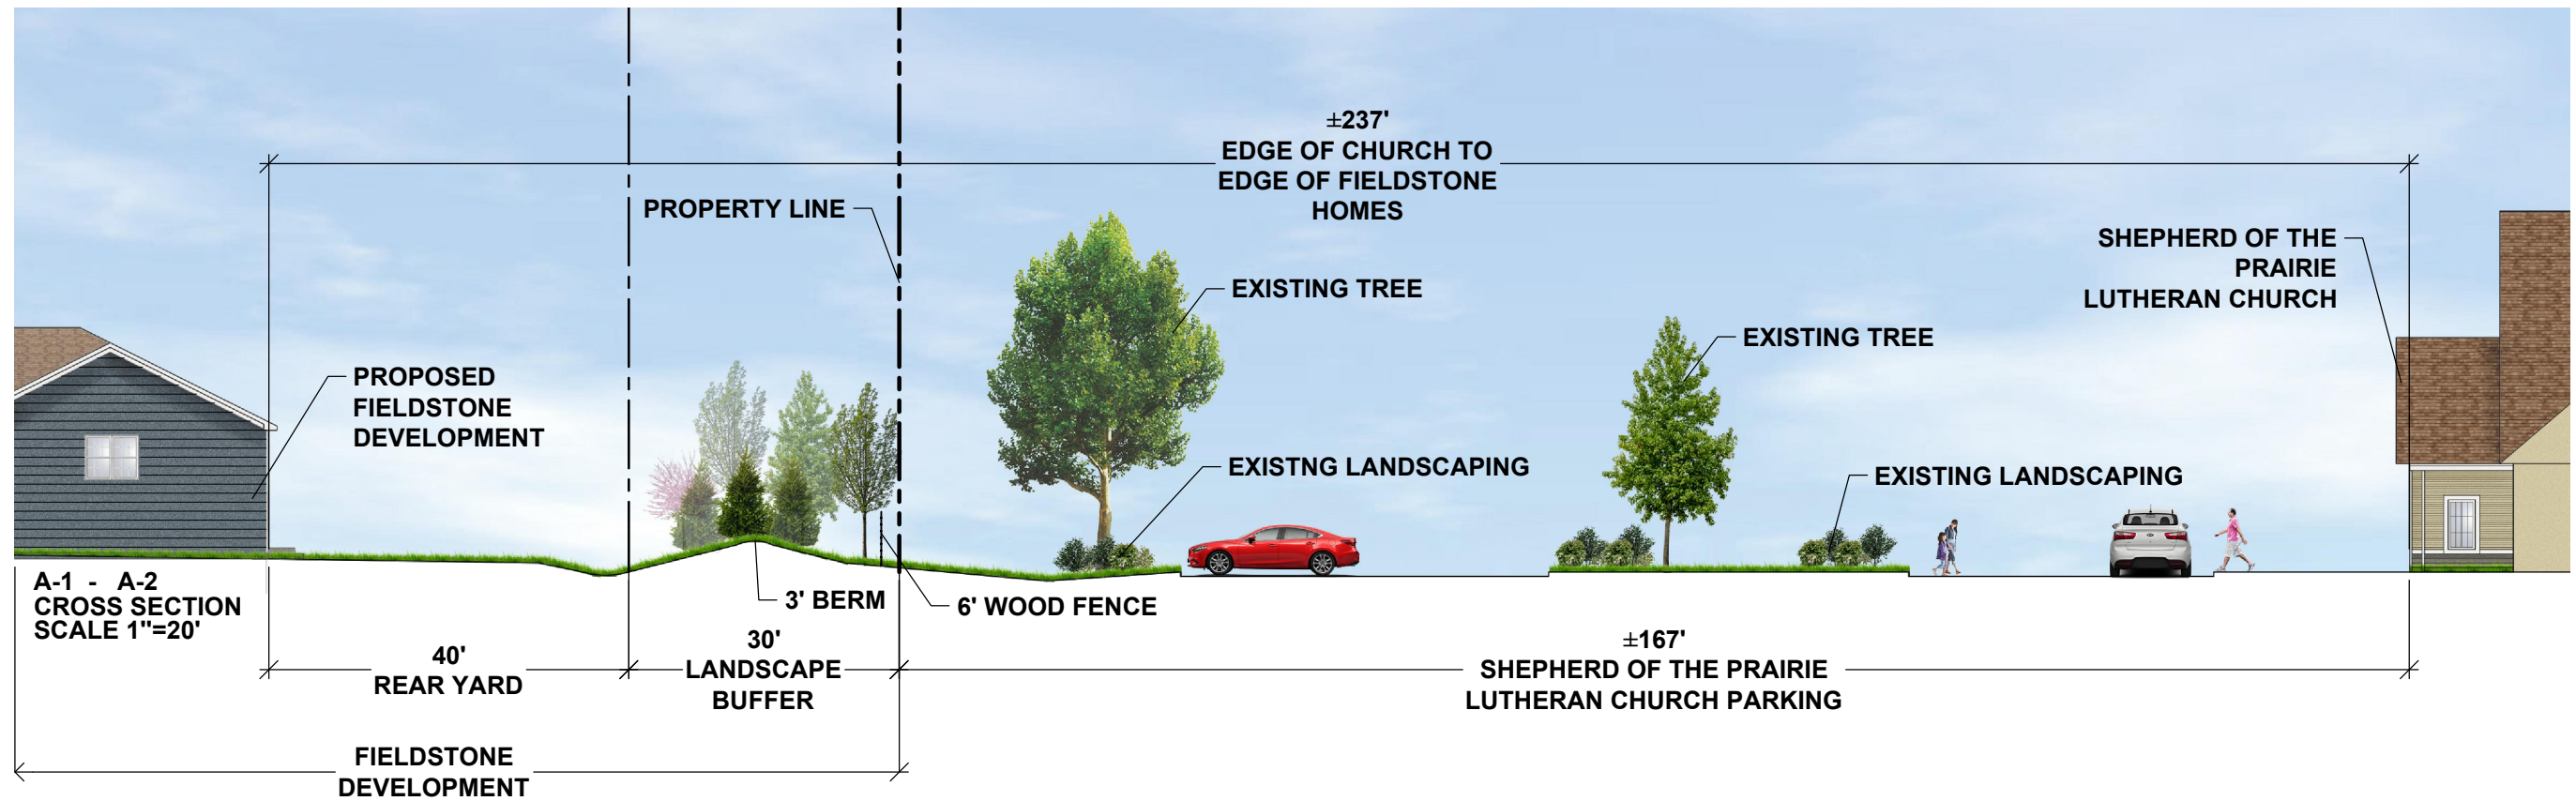 ±237'
EDGE OF CHURCH TO
EDGE OF FIELDSTONE
HOMES
PROPERTY LINE
SHEPHERD OF THE
PRAIRIE
LUTHERAN CHURCH
EXISTING TREE
EXISTING TREE
PROPOSED
FIELDSTONE
DEVELOPMENT
EXISTNG LANDSCAPING
EXISTING LANDSCAPING
A-1 - A-2
CROSS SECTION
SCALE 1"=20'
3' BERM
6' WOOD FENCE
40'
REAR YARD
30'
LANDSCAPE
BUFFER
±167'
SHEPHERD OF THE PRAIRIE
LUTHERAN CHURCH PARKING
FIELDSTONE
DEVELOPMENT